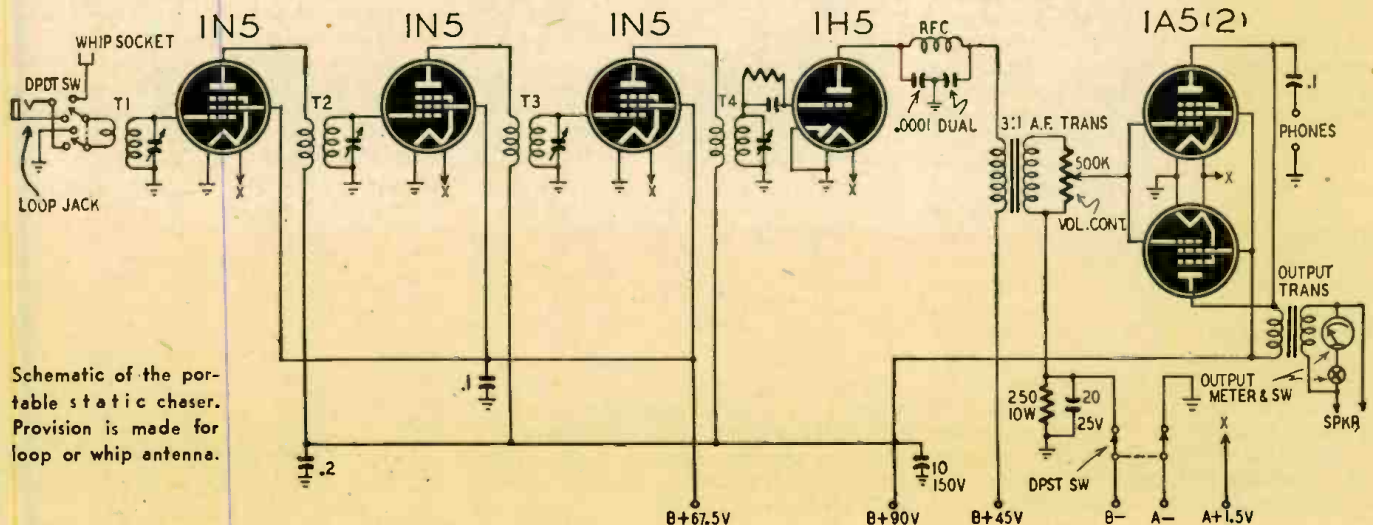 1N5
1N5
1N5
1H5
1A5(2)
WHIP SOCKET
DPDT SW
T1
T2
T3
T4
RFC
.0001 DUAL
3:1 A.F. TRANS
500K
VOL.CONT.
.1
PHONES
X
X
X
X
X
LOOP JACK
OUTPUT
TRANS
OUTPUT
METER & SW
SPKR
Schematic of the por-
table static chaser.
Provision is made for
loop or whip antenna.
.1
.2
10
150V
250
10W
20
25V
DPST SW
X
B+67.5V
B+90V
B+45V
B-
A-
A+1.5V